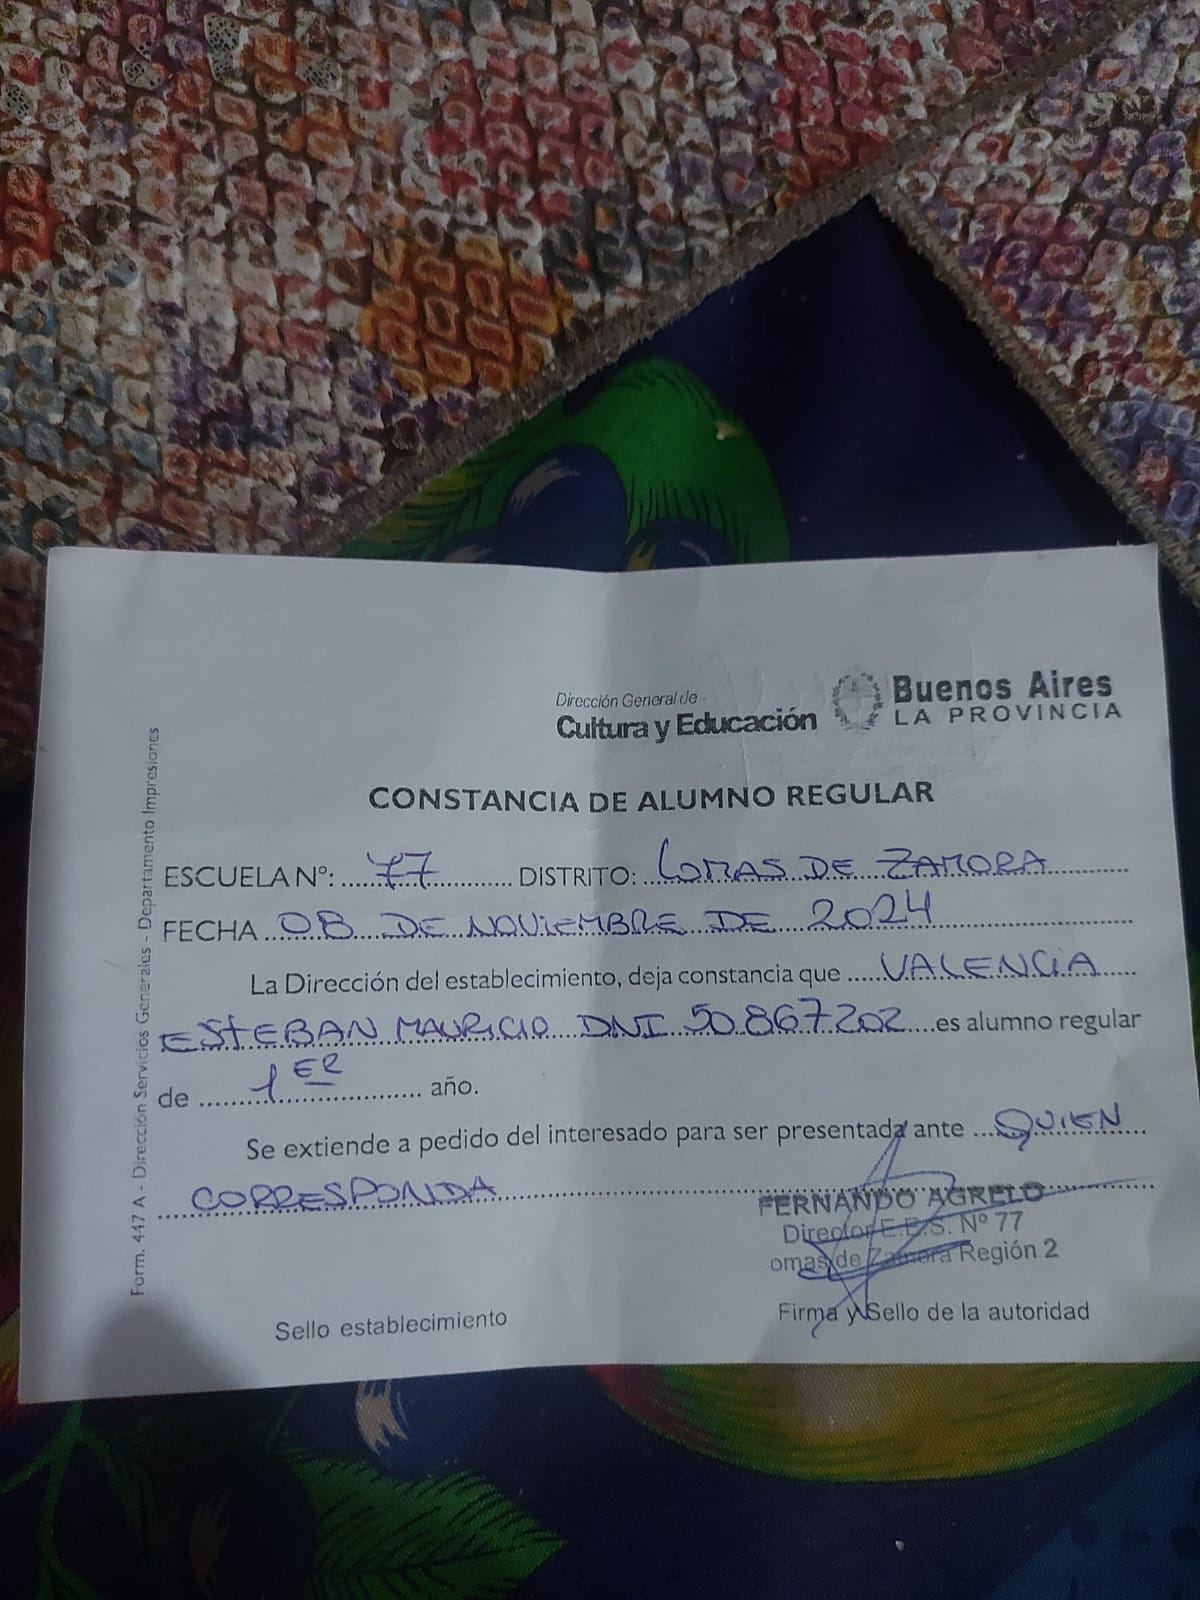 Dirección General de
Cultura y Educación
Buenos Aires
LA PROVINCIA
CONSTANCIA DE ALUMNO REGULAR
ESCUELA N°: 77 DISTRITO: LOMAS DE ZAMORA
FECHA 08 DE NOVIEMBRE DE 2024
La Dirección del establecimiento, deja constancia que VALENCIA
ESTEBAN MAURICIO DNI 50.867.202 es alumno regular
de 1ER año.
Se extiende a pedido del interesado para ser presentada ante QUIEN
CORRESPONDA
FERNANDO AGRELO
Director E.E.S. Nº 77
omas de Zamora Región 2
Sello establecimiento
Firma y Sello de la autoridad
Form. 447 A - Dirección Servicios Generales - Departamento Impresiones